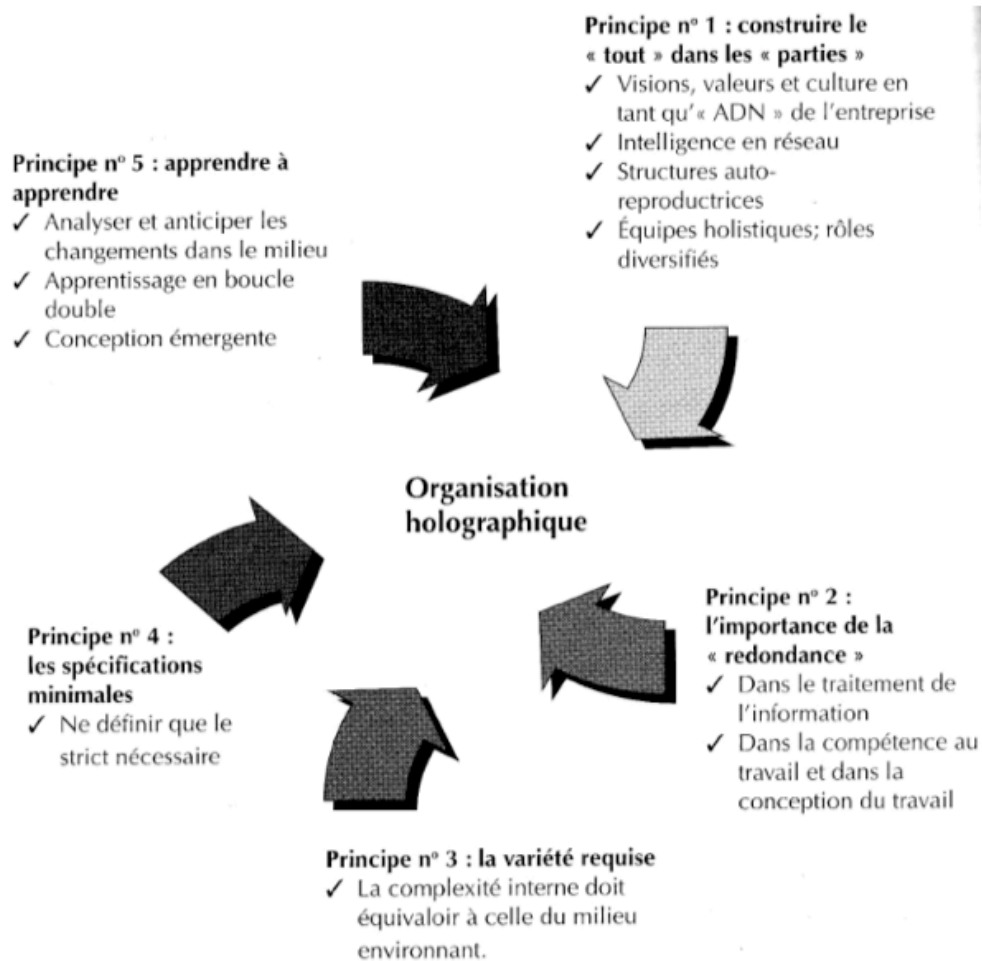 Principe nº 1 : construire le
« tout » dans les « parties »
✓ Visions, valeurs et culture en
tant qu'« ADN » de l'entreprise
✓ Intelligence en réseau
✓ Structures auto-
reproductrices
✓ Équipes holistiques; rôles
diversifiés
Principe nº 5 : apprendre à
apprendre
✓ Analyser et anticiper les
changements dans le milieu
✓ Apprentissage en boucle
double
✓ Conception émergente
Organisation
holographique
Principe nº 2 :
l'importance de la
« redondance »
✓ Dans le traitement de
l'information
✓ Dans la compétence au
travail et dans la
conception du travail
Principe nº 4 :
les spécifications
minimales
✓ Ne définir que le
strict nécessaire
Principe nº 3 : la variété requise
✓ La complexité interne doit
équivaloir à celle du milieu
environnant.